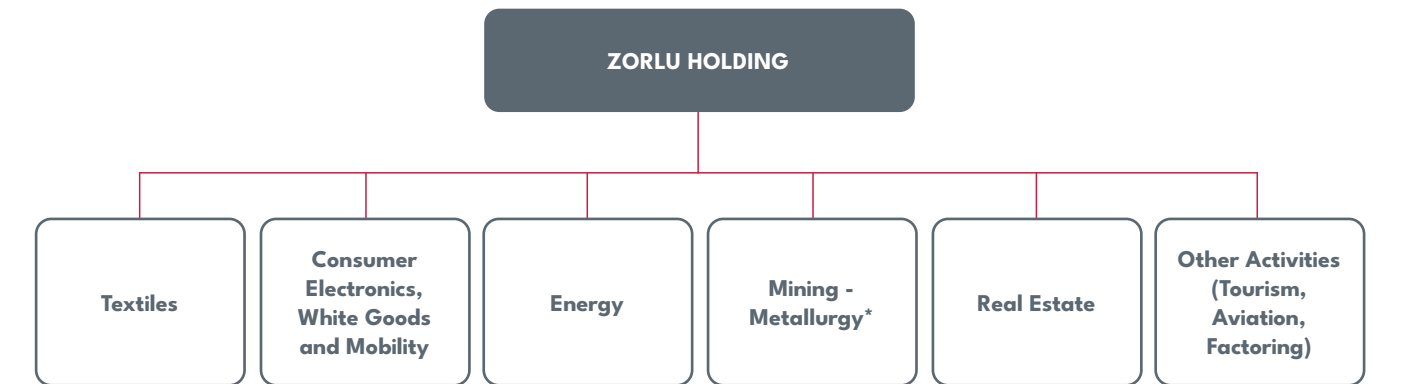 ZORLU HOLDING
Textiles
Consumer
Electronics,
White Goods
and Mobility
Energy
Mining -
Metallurgy*
Real Estate
Other Activities
(Tourism,
Aviation,
Factoring)